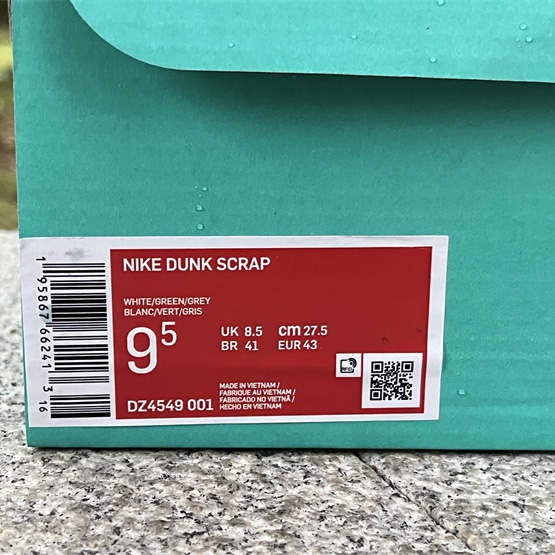 NIKE DUNK SCRAP
WHITE/GREEN/GREY
BLANC/VERT/GRIS
9 5
UK 8.5 cm 27.5
BR 41 EUR 43
MADE IN VIETNAM /
FABRIQUE AU VIETNAM /
FABRICADO NO VIETNÃ /
HECHO EN VIETNAM
DZ4549 001
1 95867 66241 3 16